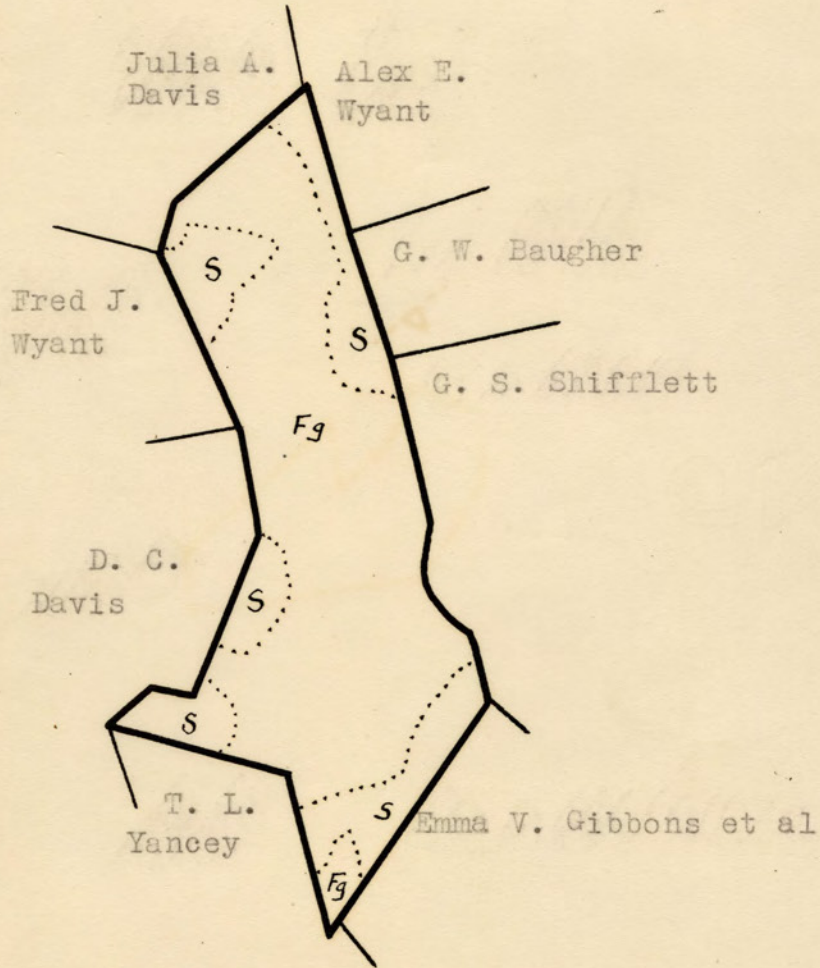 Julia A.
Davis
Alex E.
Wyant
G. W. Baugher
S
Fred J.
Wyant
S
G. S. Shifflett
Fg
D. C.
Davis
S
S
T. L.
Yancey
S
Emma V. Gibbons et al
Fg